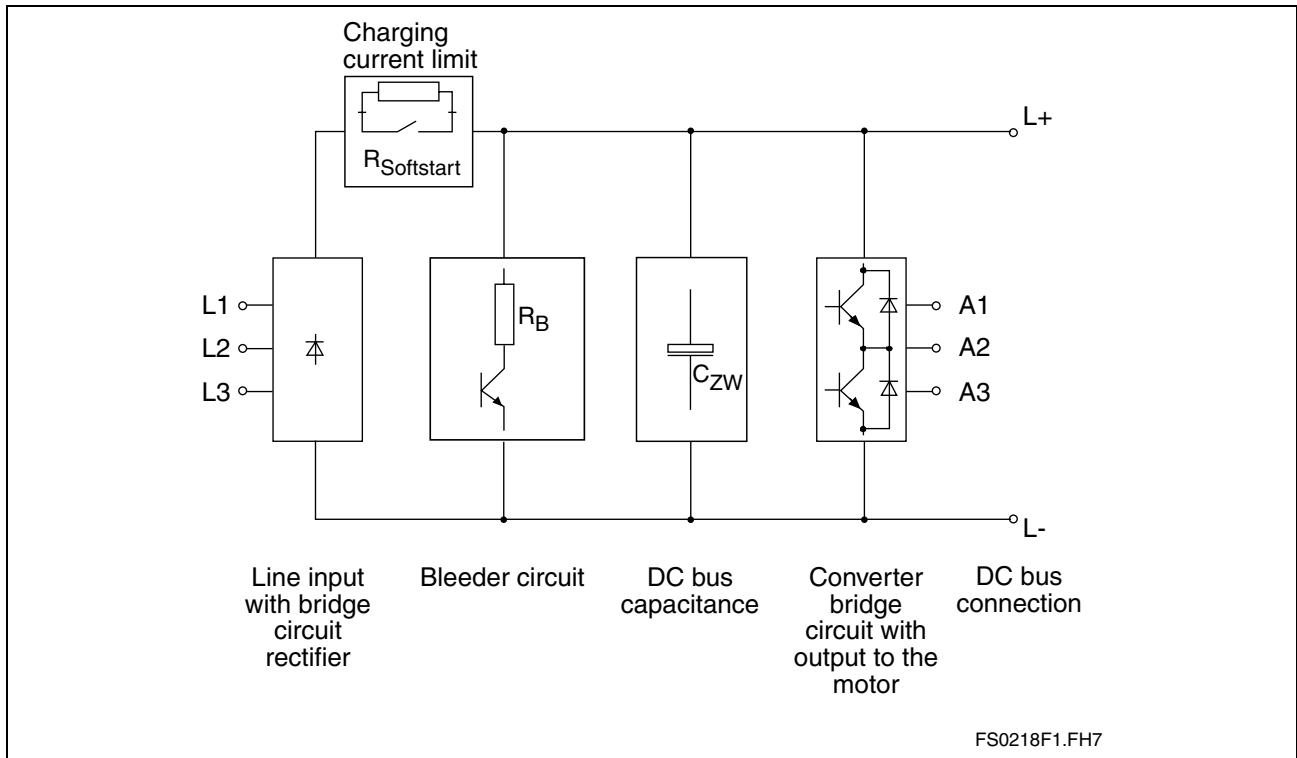 Charging
current limit
R_Softstart
L+
L1
L2
L3
R_B
C_ZW
A1
A2
A3
L-
Line input
with bridge
circuit
rectifier
Bleeder circuit
DC bus
capacitance
Converter
bridge
circuit with
output to the
motor
DC bus
connection
FS0218F1.FH7